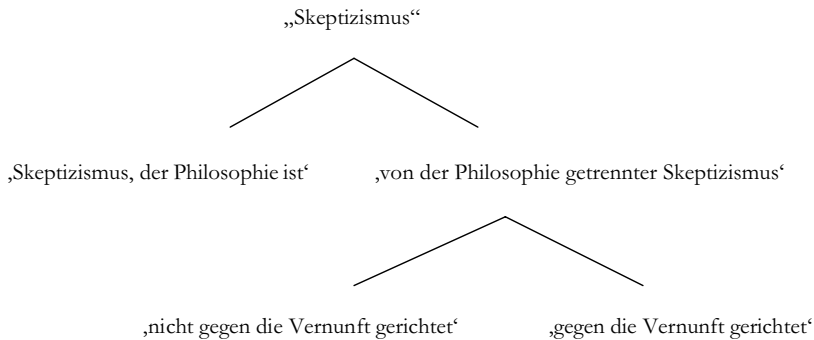 „Skeptizismus“
‚Skeptizismus, der Philosophie ist‘ ‚von der Philosophie getrennter Skeptizismus‘
‚nicht gegen die Vernunft gerichtet‘ ‚gegen die Vernunft gerichtet‘